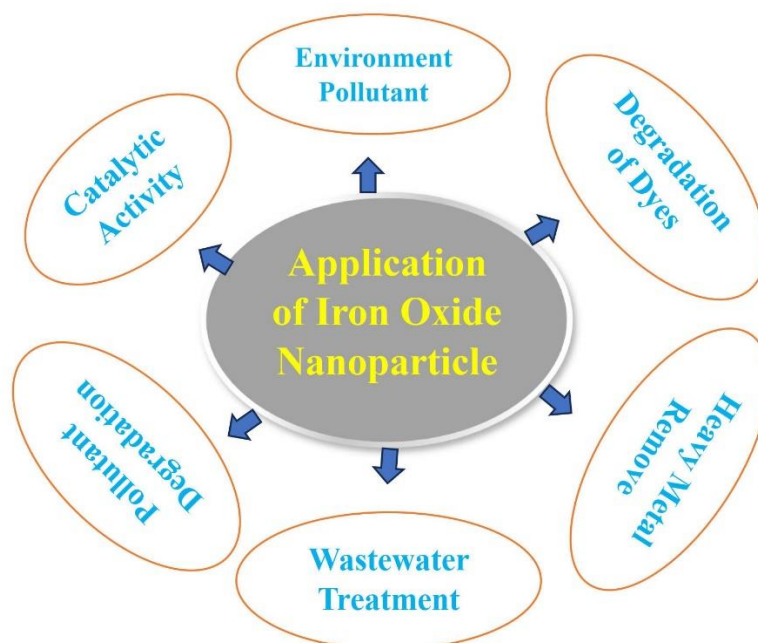 Environment
Pollutant
Degradation
of Dyes
Heavy Metal
Remove
Wastewater
Treatment
Pollutant
Degradation
Catalytic
Activity
Application
of Iron Oxide
Nanoparticle